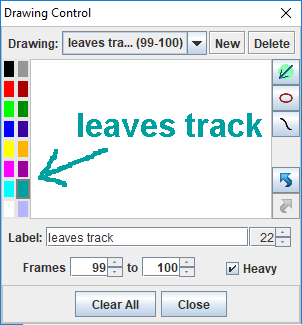 Drawing Control
Drawing: leaves tra... (99-100) New Delete
leaves track
Label: leaves track 22
Frames 99 to 100 Heavy
Clear All Close